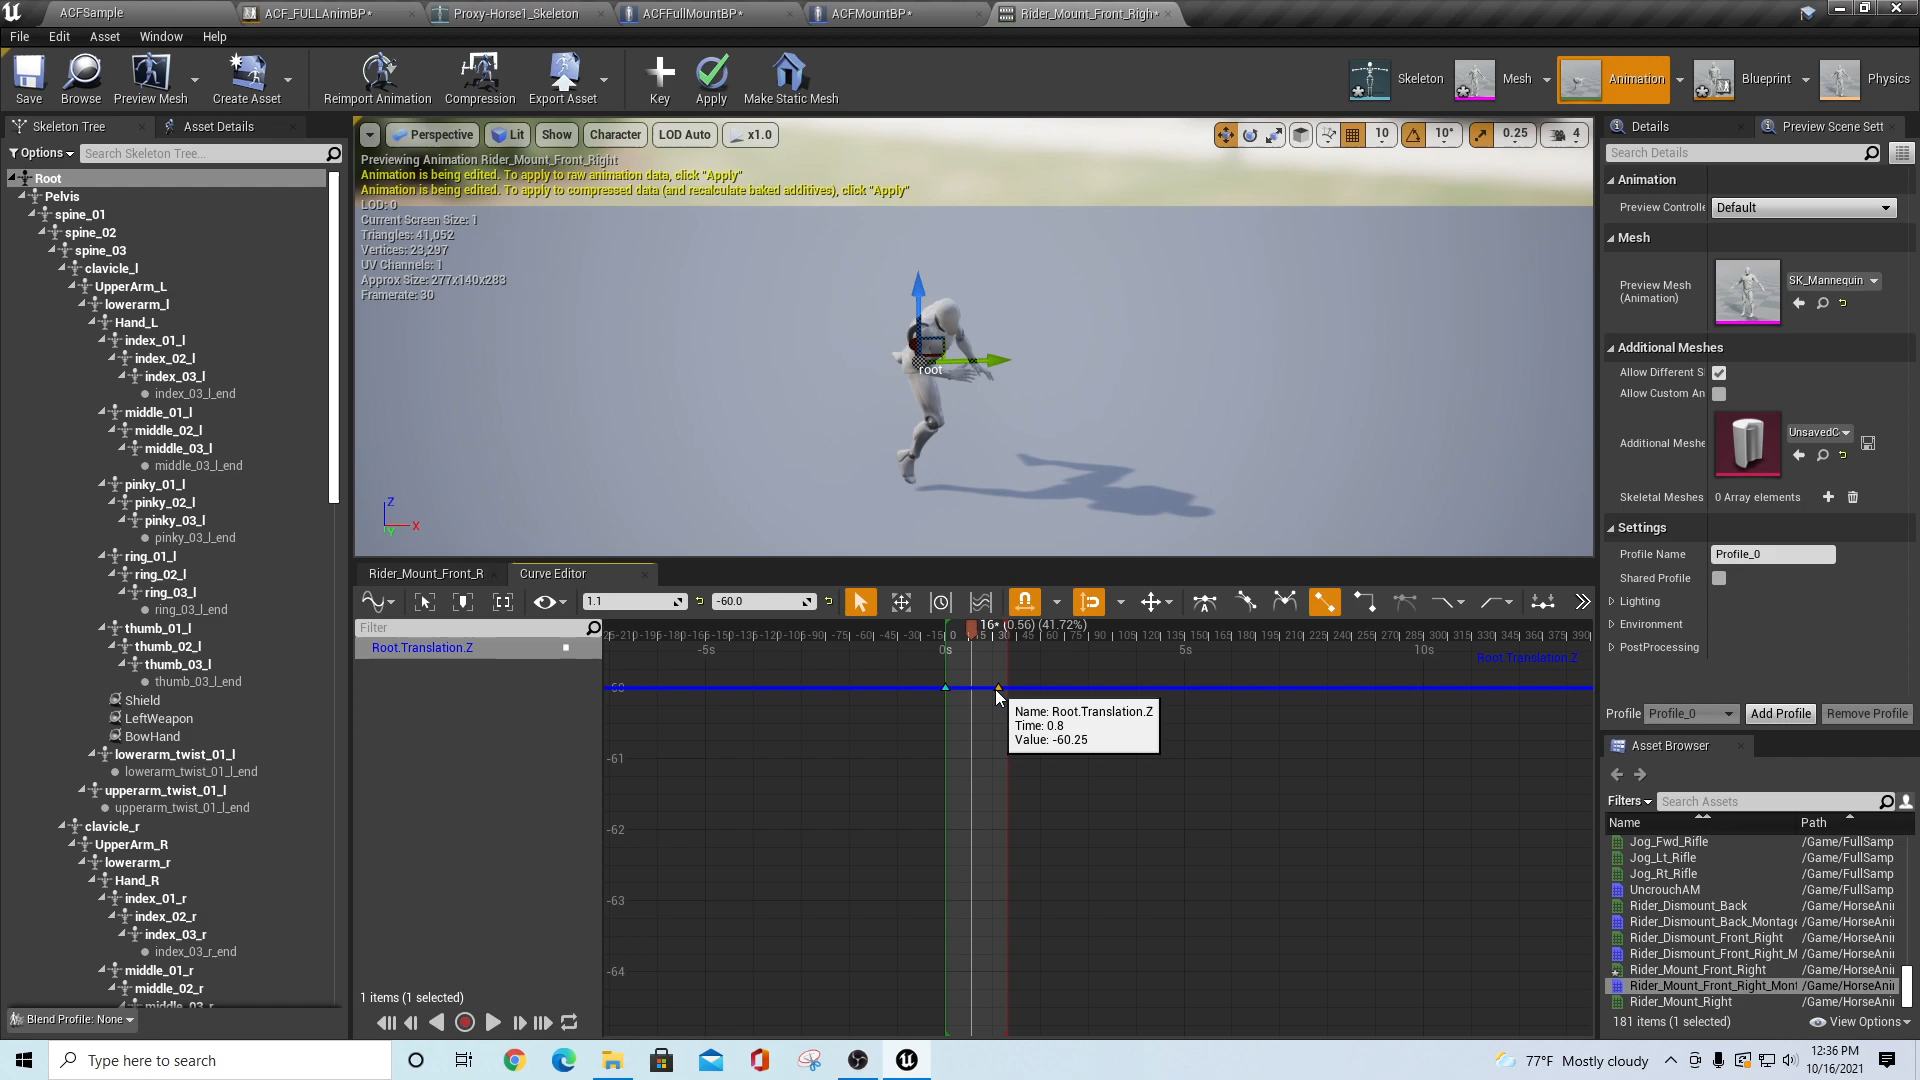 ACFSample
ACF_FULLAnimBP*
Proxy-Horse1_Skeleton
ACFFullMountBP*
ACFMountBP*
Rider_Mount_Front_Righ*
File Edit Asset Window Help
Save
Browse
Preview Mesh
Create Asset
Reimport Animation
Compression
Export Asset
Key
Apply
Make Static Mesh
Skeleton
Mesh
Animation
Blueprint
Physics
Skeleton Tree
Asset Details
Options
Search Skeleton Tree...
Root
Pelvis
spine_01
spine_02
spine_03
clavicle_l
UpperArm_L
lowerarm_l
Hand_L
index_01_l
index_02_l
index_03_l
index_03_l_end
middle_01_l
middle_02_l
middle_03_l
middle_03_l_end
pinky_01_l
pinky_02_l
pinky_03_l
pinky_03_l_end
ring_01_l
ring_02_l
ring_03_l
ring_03_l_end
thumb_01_l
thumb_02_l
thumb_03_l
thumb_03_l_end
Shield
LeftWeapon
BowHand
lowerarm_twist_01_l
lowerarm_twist_01_l_end
upperarm_twist_01_l
upperarm_twist_01_l_end
clavicle_r
UpperArm_R
lowerarm_r
Hand_R
index_01_r
index_02_r
index_03_r
index_03_r_end
middle_01_r
middle_02_r
middle_03_r
Blend Profile: None
Perspective
Lit
Show
Character
LOD Auto
x1.0
10
10°
0.25
4
Previewing Animation Rider_Mount_Front_Right
Animation is being edited. To apply to raw animation data, click "Apply"
Animation is being edited. To apply to compressed data (and recalculate baked additives), click "Apply"
LOD: 0
Current Screen Size: 1
Triangles: 41,052
Vertices: 23,297
UV Channels: 1
Approx Size: 277x140x283
Framerate: 30
root
Z
X
Y
Rider_Mount_Front_R
Curve Editor
1.1
-60.0
Filter
Root.Translation.Z
16* (0.56) (41.72%)
-5s
0s
5s
10s
Root.Translation.Z
-60
-61
-62
-63
-64
Name: Root.Translation.Z
Time: 0.8
Value: -60.25
1 items (1 selected)
Details
Preview Scene Sett
Search Details
Animation
Preview Controlle
Default
Mesh
Preview Mesh
(Animation)
SK_Mannequin
Additional Meshes
Allow Different S
Allow Custom An
Additional Meshe
UnsavedC
Skeletal Meshes
0 Array elements
Settings
Profile Name
Profile_0
Shared Profile
Lighting
Environment
PostProcessing
Profile
Profile_0
Add Profile
Remove Profile
Asset Browser
Filters
Search Assets
Name
Path
Jog_Fwd_Rifle /Game/FullSamp
Jog_Lt_Rifle /Game/FullSamp
Jog_Rt_Rifle /Game/FullSamp
UncrouchAM /Game/FullSamp
Rider_Dismount_Back /Game/HorseAni
Rider_Dismount_Back_Montage /Game/HorseAni
Rider_Dismount_Front_Right /Game/HorseAni
Rider_Dismount_Front_Right_M /Game/HorseAni
Rider_Mount_Front_Right /Game/HorseAni
Rider_Mount_Front_Right_Mont /Game/HorseAni
Rider_Mount_Right /Game/HorseAni
181 items (1 selected)
View Options
Type here to search
77°F Mostly cloudy
12:36 PM
10/16/2021